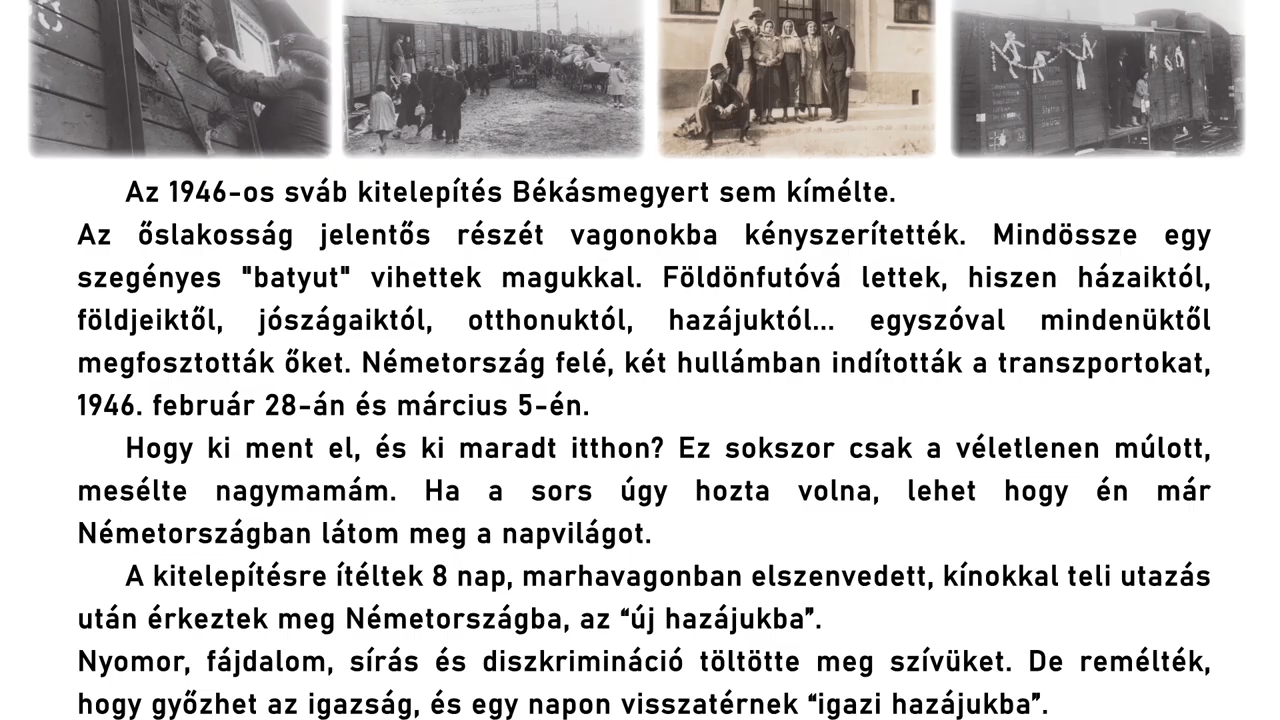 Az 1946-os sváb kitelepítés Békásmegyert sem kímélte.
Az őslakosság jelentős részét vagonokba kényszerítették. Mindössze egy
szegényes "batyut" vihettek magukkal. Földönfutóvá lettek, hiszen házaiktól,
földjeiktől, jószágaiktól, otthonuktól, hazájuktól... egyszóval mindenüktől
megfosztották őket. Németország felé, két hullámban indították a transzportokat,
1946. február 28-án és március 5-én.
Hogy ki ment el, és ki maradt itthon? Ez sokszor csak a véletlenen múlott,
mesélte nagymamám. Ha a sors úgy hozta volna, lehet hogy én már
Németországban látom meg a napvilágot.
A kitelepítésre ítéltek 8 nap, marhavagonban elszenvedett, kínokkal teli utazás
után érkeztek meg Németországba, az “új hazájukba”.
Nyomor, fájdalom, sírás és diszkrimináció töltötte meg szívüket. De remélték,
hogy győzhet az igazság, és egy napon visszatérnek “igazi hazájukba”.